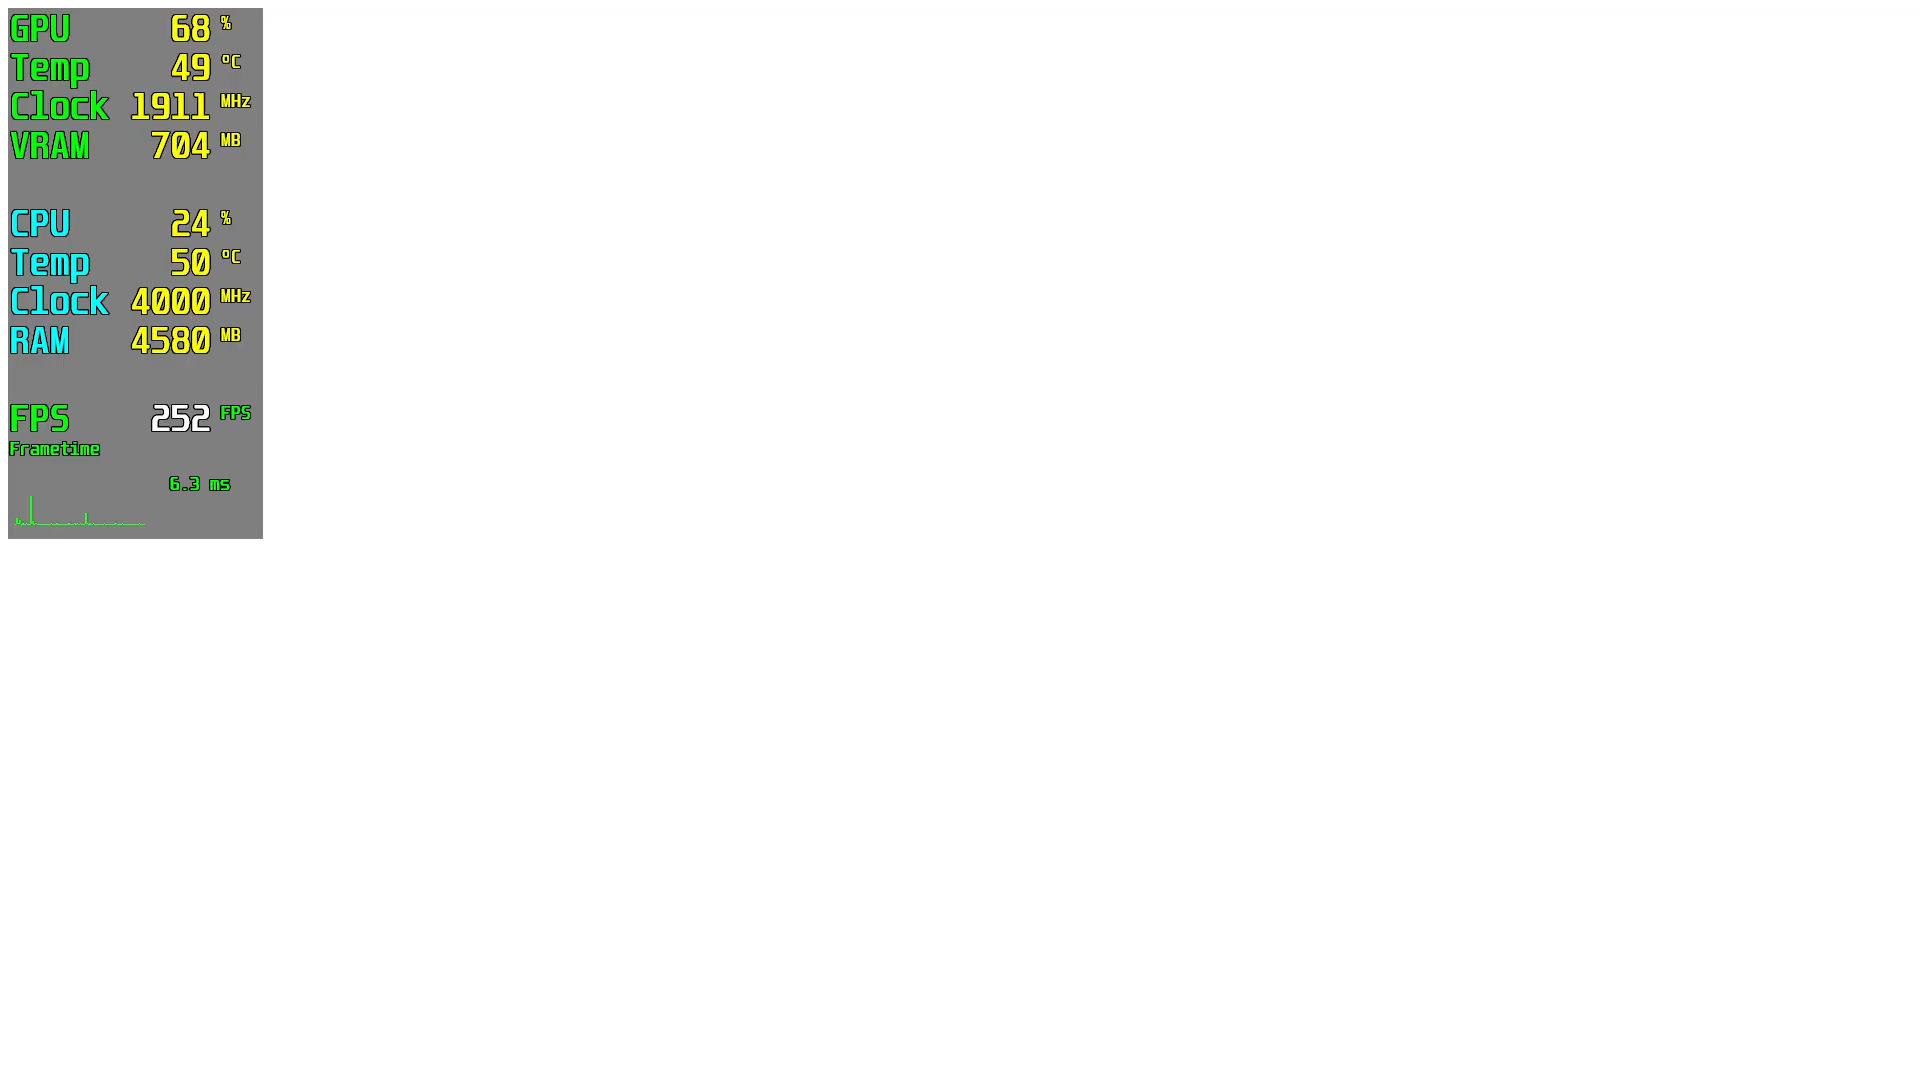 GPU 68 %
Temp 49 °C
Clock 1911 MHz
VRAM 704 MB
CPU 24 %
Temp 50 °C
Clock 4000 MHz
RAM 4580 MB
FPS 252 FPS
Frametime
6.3 ms